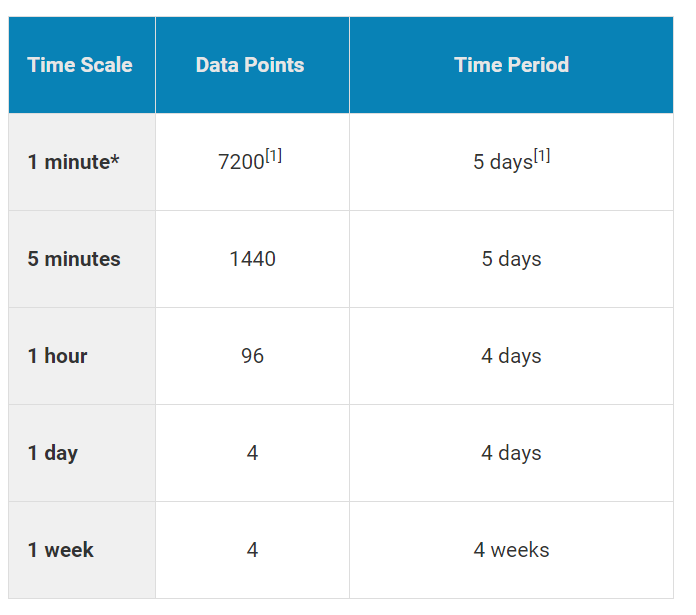 Time Scale Data Points Time Period
1 minute* 7200[1] 5 days[1]
5 minutes 1440 5 days
1 hour 96 4 days
1 day 4 4 days
1 week 4 4 weeks